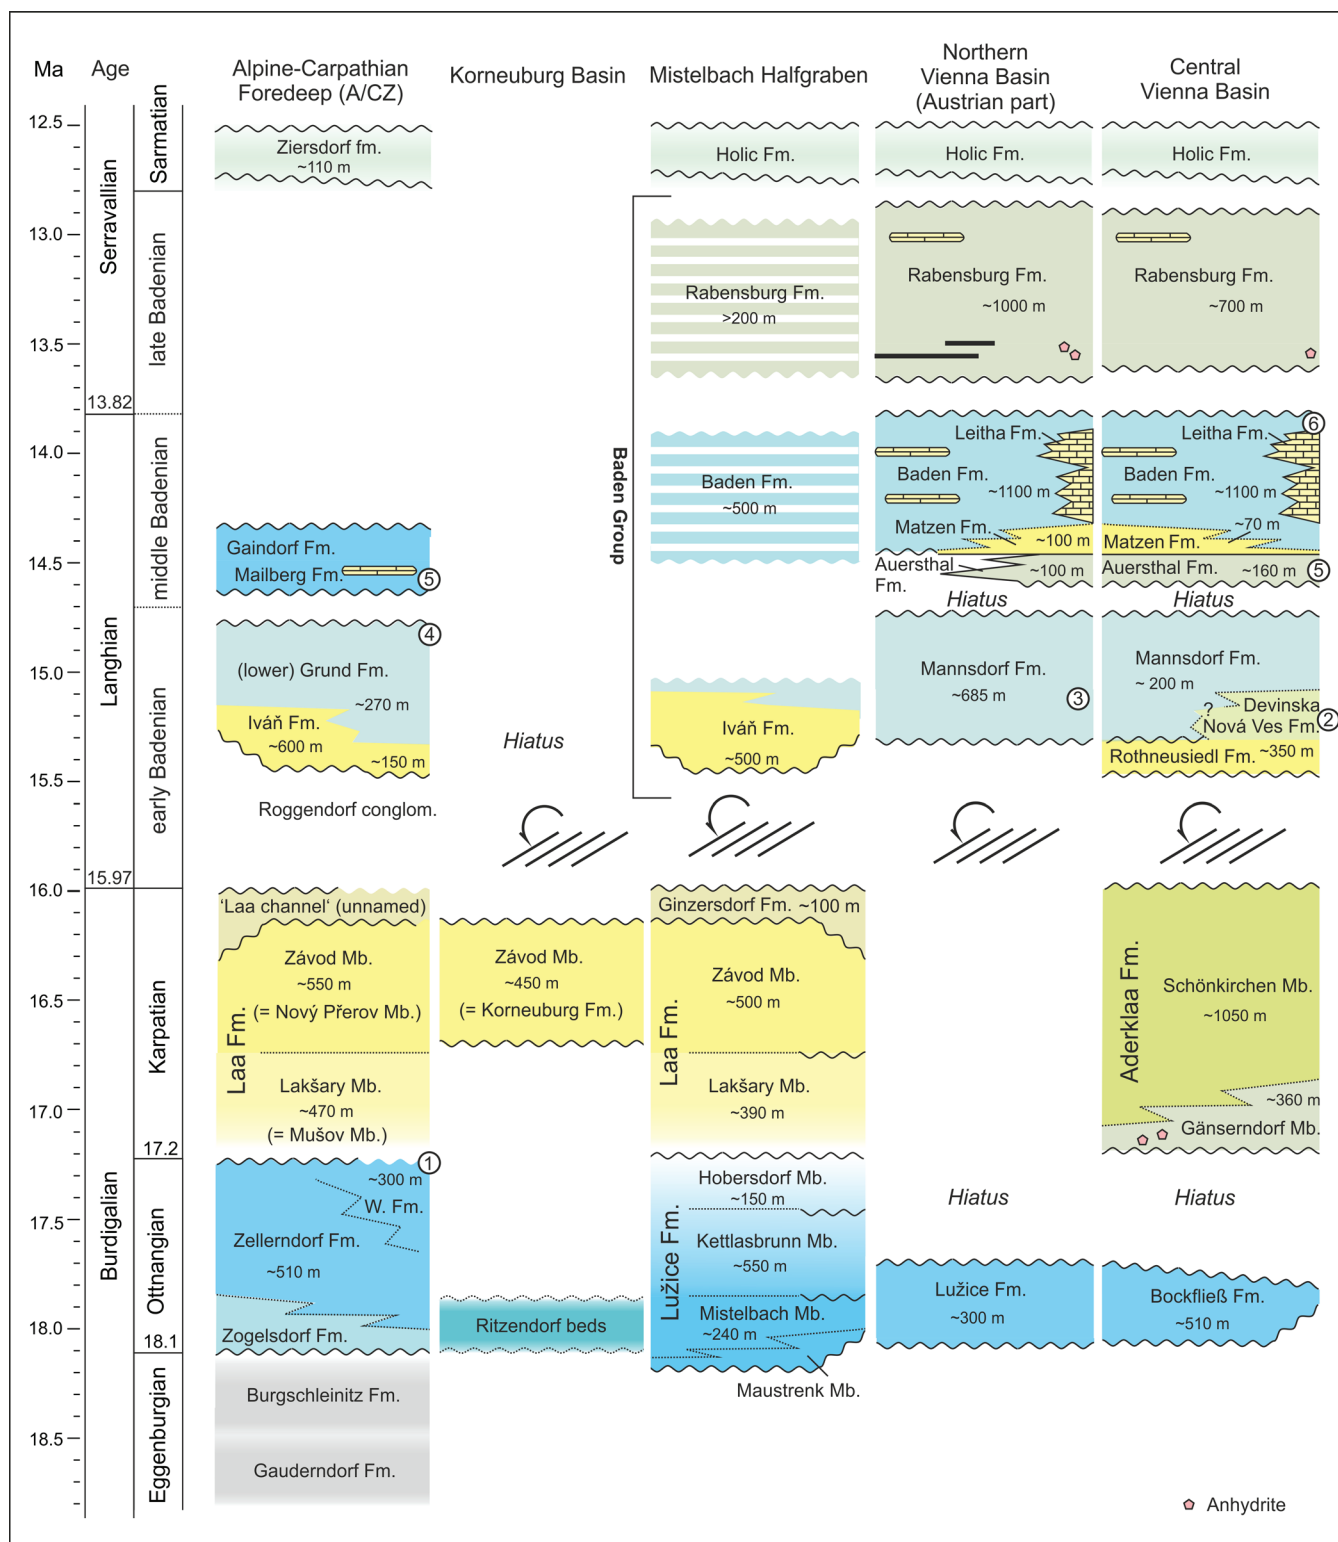 Ma
Age
Alpine-Carpathian
Foredeep (A/CZ)
Korneuburg Basin
Mistelbach Halfgraben
Northern
Vienna Basin
(Austrian part)
Central
Vienna Basin
12.5
13.0
13.5
14.0
14.5
15.0
15.5
16.0
16.5
17.0
17.5
18.0
18.5
Serravallian
Langhian
Burdigalian
13.82
15.97
17.2
18.1
Sarmatian
late Badenian
middle Badenian
early Badenian
Karpatian
Ottnangian
Eggenburgian
Ziersdorf fm.
~110 m
Gaindorf Fm.
Mailberg Fm.
5
4
(lower) Grund Fm.
~270 m
Iváň Fm.
~600 m
~150 m
Roggendorf conglom.
‘Laa channel‘ (unnamed)
Laa Fm.
Závod Mb.
~550 m
(= Nový Přerov Mb.)
Lakšary Mb.
~470 m
(= Mušov Mb.)
1
~300 m
W. Fm.
Zellerndorf Fm.
~510 m
Zogelsdorf Fm.
Burgschleinitz Fm.
Gauderndorf Fm.
Hiatus
Závod Mb.
~450 m
(= Korneuburg Fm.)
Ritzendorf beds
Baden Group
Holic Fm.
Rabensburg Fm.
>200 m
Baden Fm.
~500 m
Iváň Fm.
~500 m
Ginzersdorf Fm. ~100 m
Laa Fm.
Závod Mb.
~500 m
Lakšary Mb.
~390 m
Lužice Fm.
Hobersdorf Mb.
~150 m
Kettlasbrunn Mb.
~550 m
Mistelbach Mb.
~240 m
Maustrenk Mb.
Holic Fm.
Rabensburg Fm.
~1000 m
Leitha Fm.
Baden Fm.
~1100 m
Matzen Fm.
~100 m
Auersthal
Fm.
~100 m
Hiatus
Mannsdorf Fm.
~685 m
3
Hiatus
Lužice Fm.
~300 m
Holic Fm.
Rabensburg Fm.
~700 m
6
Leitha Fm.
Baden Fm.
~1100 m
~70 m
Matzen Fm.
Auersthal Fm.
~160 m
5
Hiatus
Mannsdorf Fm.
~ 200 m
?
Devinska
Nová Ves Fm.
2
Rothneusiedl Fm.
~350 m
Aderklaa Fm.
Schönkirchen Mb.
~1050 m
~360 m
Gänserndorf Mb.
Hiatus
Bockfließ Fm.
~510 m
Anhydrite